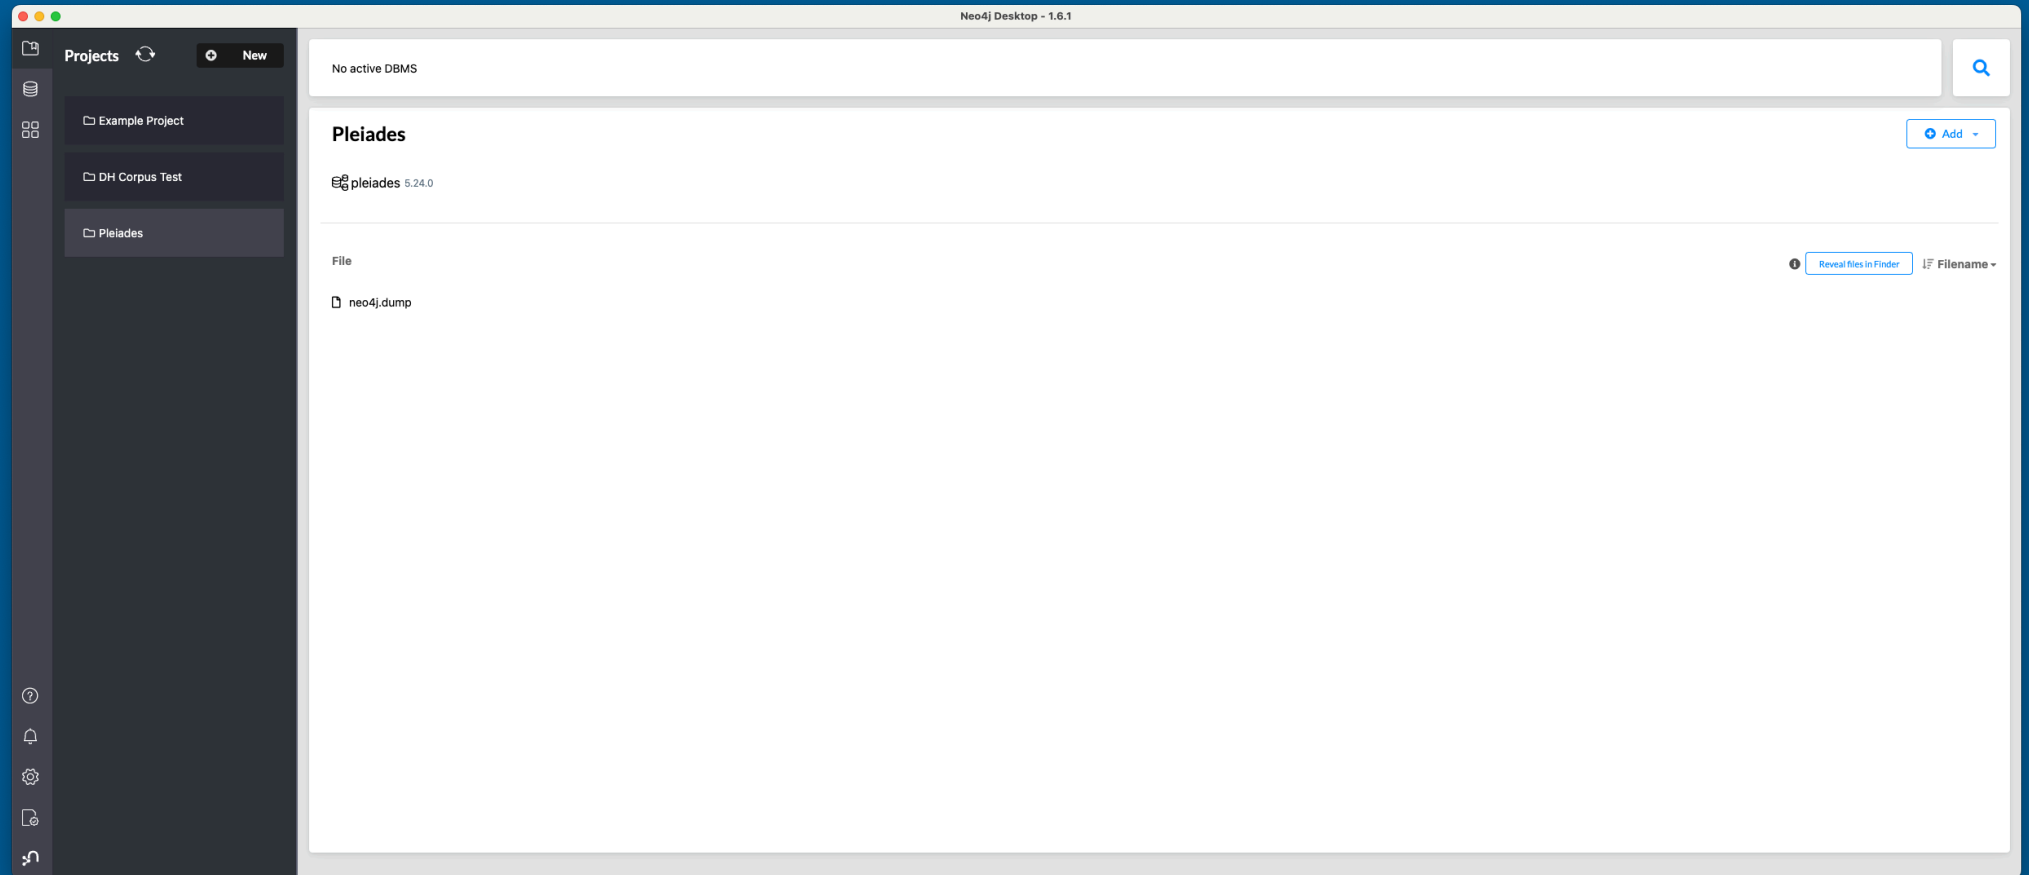 Neo4j Desktop - 1.6.1
Projects
New
Example Project
DH Corpus Test
Pleiades
No active DBMS
Pleiades
Add
pleiades 5.24.0
File
Reveal files in Finder
Filename
neo4j.dump